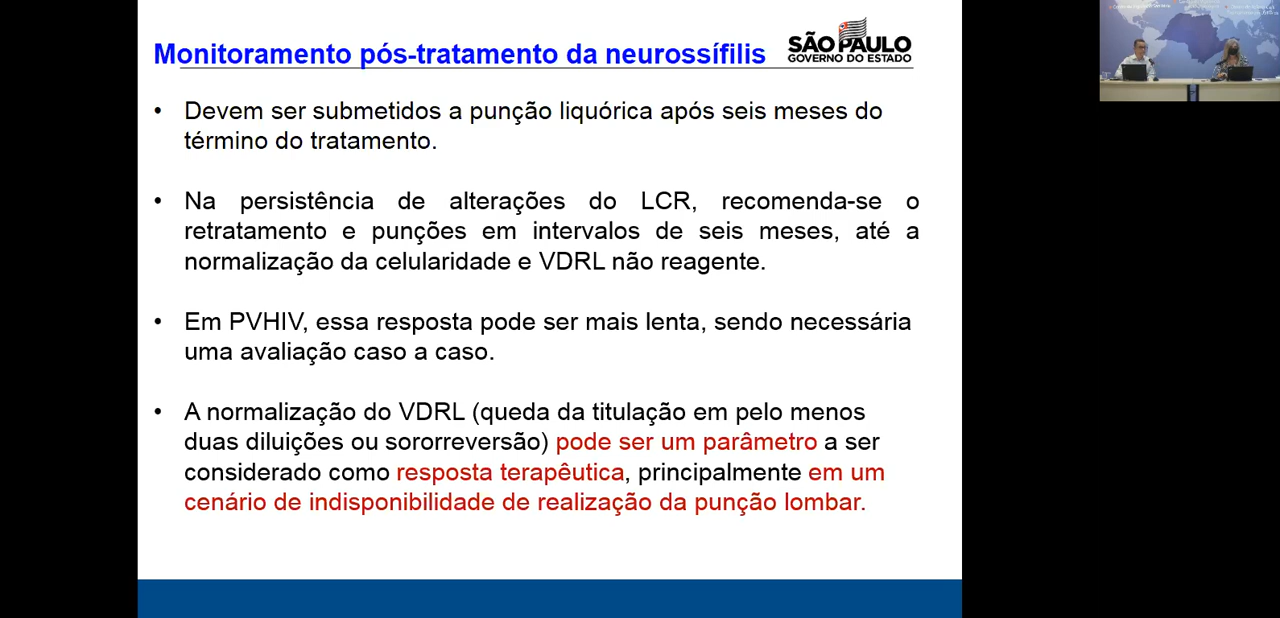 Monitoramento pós-tratamento da neurossífilis
SÃO PAULO
GOVERNO DO ESTADO
• Devem ser submetidos a punção liquórica após seis meses do
término do tratamento.
• Na persistência de alterações do LCR, recomenda-se o
retratamento e punções em intervalos de seis meses, até a
normalização da celularidade e VDRL não reagente.
• Em PVHIV, essa resposta pode ser mais lenta, sendo necessária
uma avaliação caso a caso.
• A normalização do VDRL (queda da titulação em pelo menos
duas diluições ou sororreversão) pode ser um parâmetro a ser
considerado como resposta terapêutica, principalmente em um
cenário de indisponibilidade de realização da punção lombar.